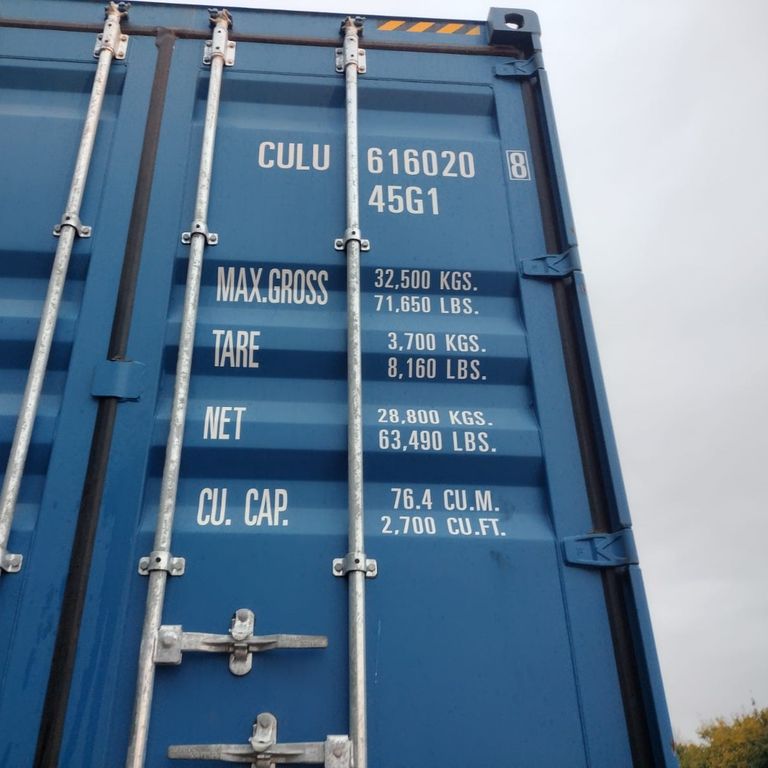 CULU 616020 8
45G1
MAX.GROSS 32,500 KGS.
71,650 LBS.
TARE 3,700 KGS.
8,160 LBS.
NET 28,800 KGS.
63,490 LBS.
CU. CAP. 76.4 CU.M.
2,700 CU.FT.